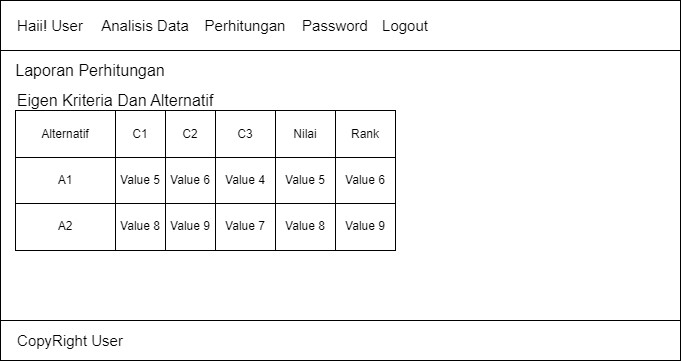 Haii! User Analisis Data Perhitungan Password Logout
Laporan Perhitungan
Eigen Kriteria Dan Alternatif
Alternatif C1 C2 C3 Nilai Rank
A1 Value 5 Value 6 Value 4 Value 5 Value 6
A2 Value 8 Value 9 Value 7 Value 8 Value 9
CopyRight User